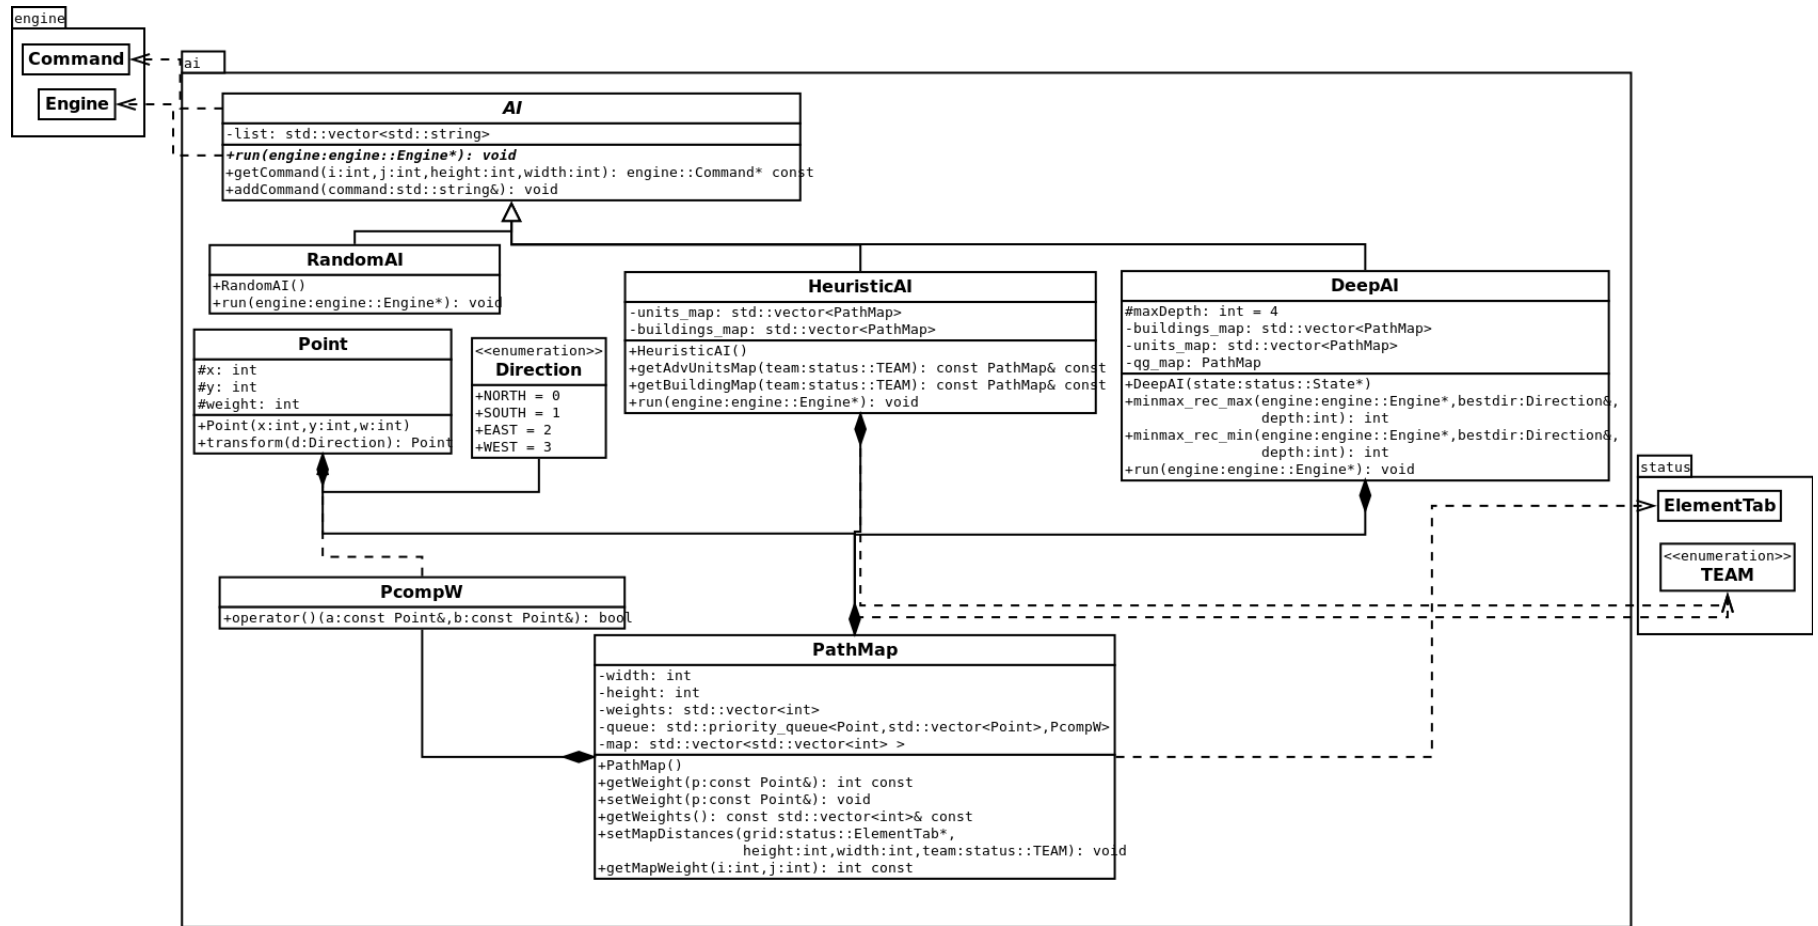 engine
Command
Engine
ai
AI
-list: std::vector<std::string>
+run(engine:engine::Engine*): void
+getCommand(i:int,j:int,height:int,width:int): engine::Command* const
+addCommand(command:std::string&): void
RandomAI
+RandomAI()
+run(engine:engine::Engine*): void
HeuristicAI
-units_map: std::vector<PathMap>
-buildings_map: std::vector<PathMap>
+HeuristicAI()
+getAdvUnitsMap(team:status::TEAM): const PathMap& const
+getBuildingMap(team:status::TEAM): const PathMap& const
+run(engine:engine::Engine*): void
DeepAI
#maxDepth: int = 4
-buildings_map: std::vector<PathMap>
-units_map: std::vector<PathMap>
-qg_map: PathMap
+DeepAI(state:status::State*)
+minmax_rec_max(engine:engine::Engine*,bestdir:Direction&,
depth:int): int
+minmax_rec_min(engine:engine::Engine*,bestdir:Direction&,
depth:int): int
+run(engine:engine::Engine*): void
Point
#x: int
#y: int
#weight: int
+Point(x:int,y:int,w:int)
+transform(d:Direction): Point
<<enumeration>>
Direction
+NORTH = 0
+SOUTH = 1
+EAST = 2
+WEST = 3
status
ElementTab
<<enumeration>>
TEAM
PcompW
+operator()(a:const Point&,b:const Point&): bool
PathMap
-width: int
-height: int
-weights: std::vector<int>
-queue: std::priority_queue<Point,std::vector<Point>,PcompW>
-map: std::vector<std::vector<int> >
+PathMap()
+getWeight(p:const Point&): int const
+setWeight(p:const Point&): void
+getWeights(): const std::vector<int>& const
+setMapDistances(grid:status::ElementTab*,
height:int,width:int,team:status::TEAM): void
+getMapWeight(i:int,j:int): int const